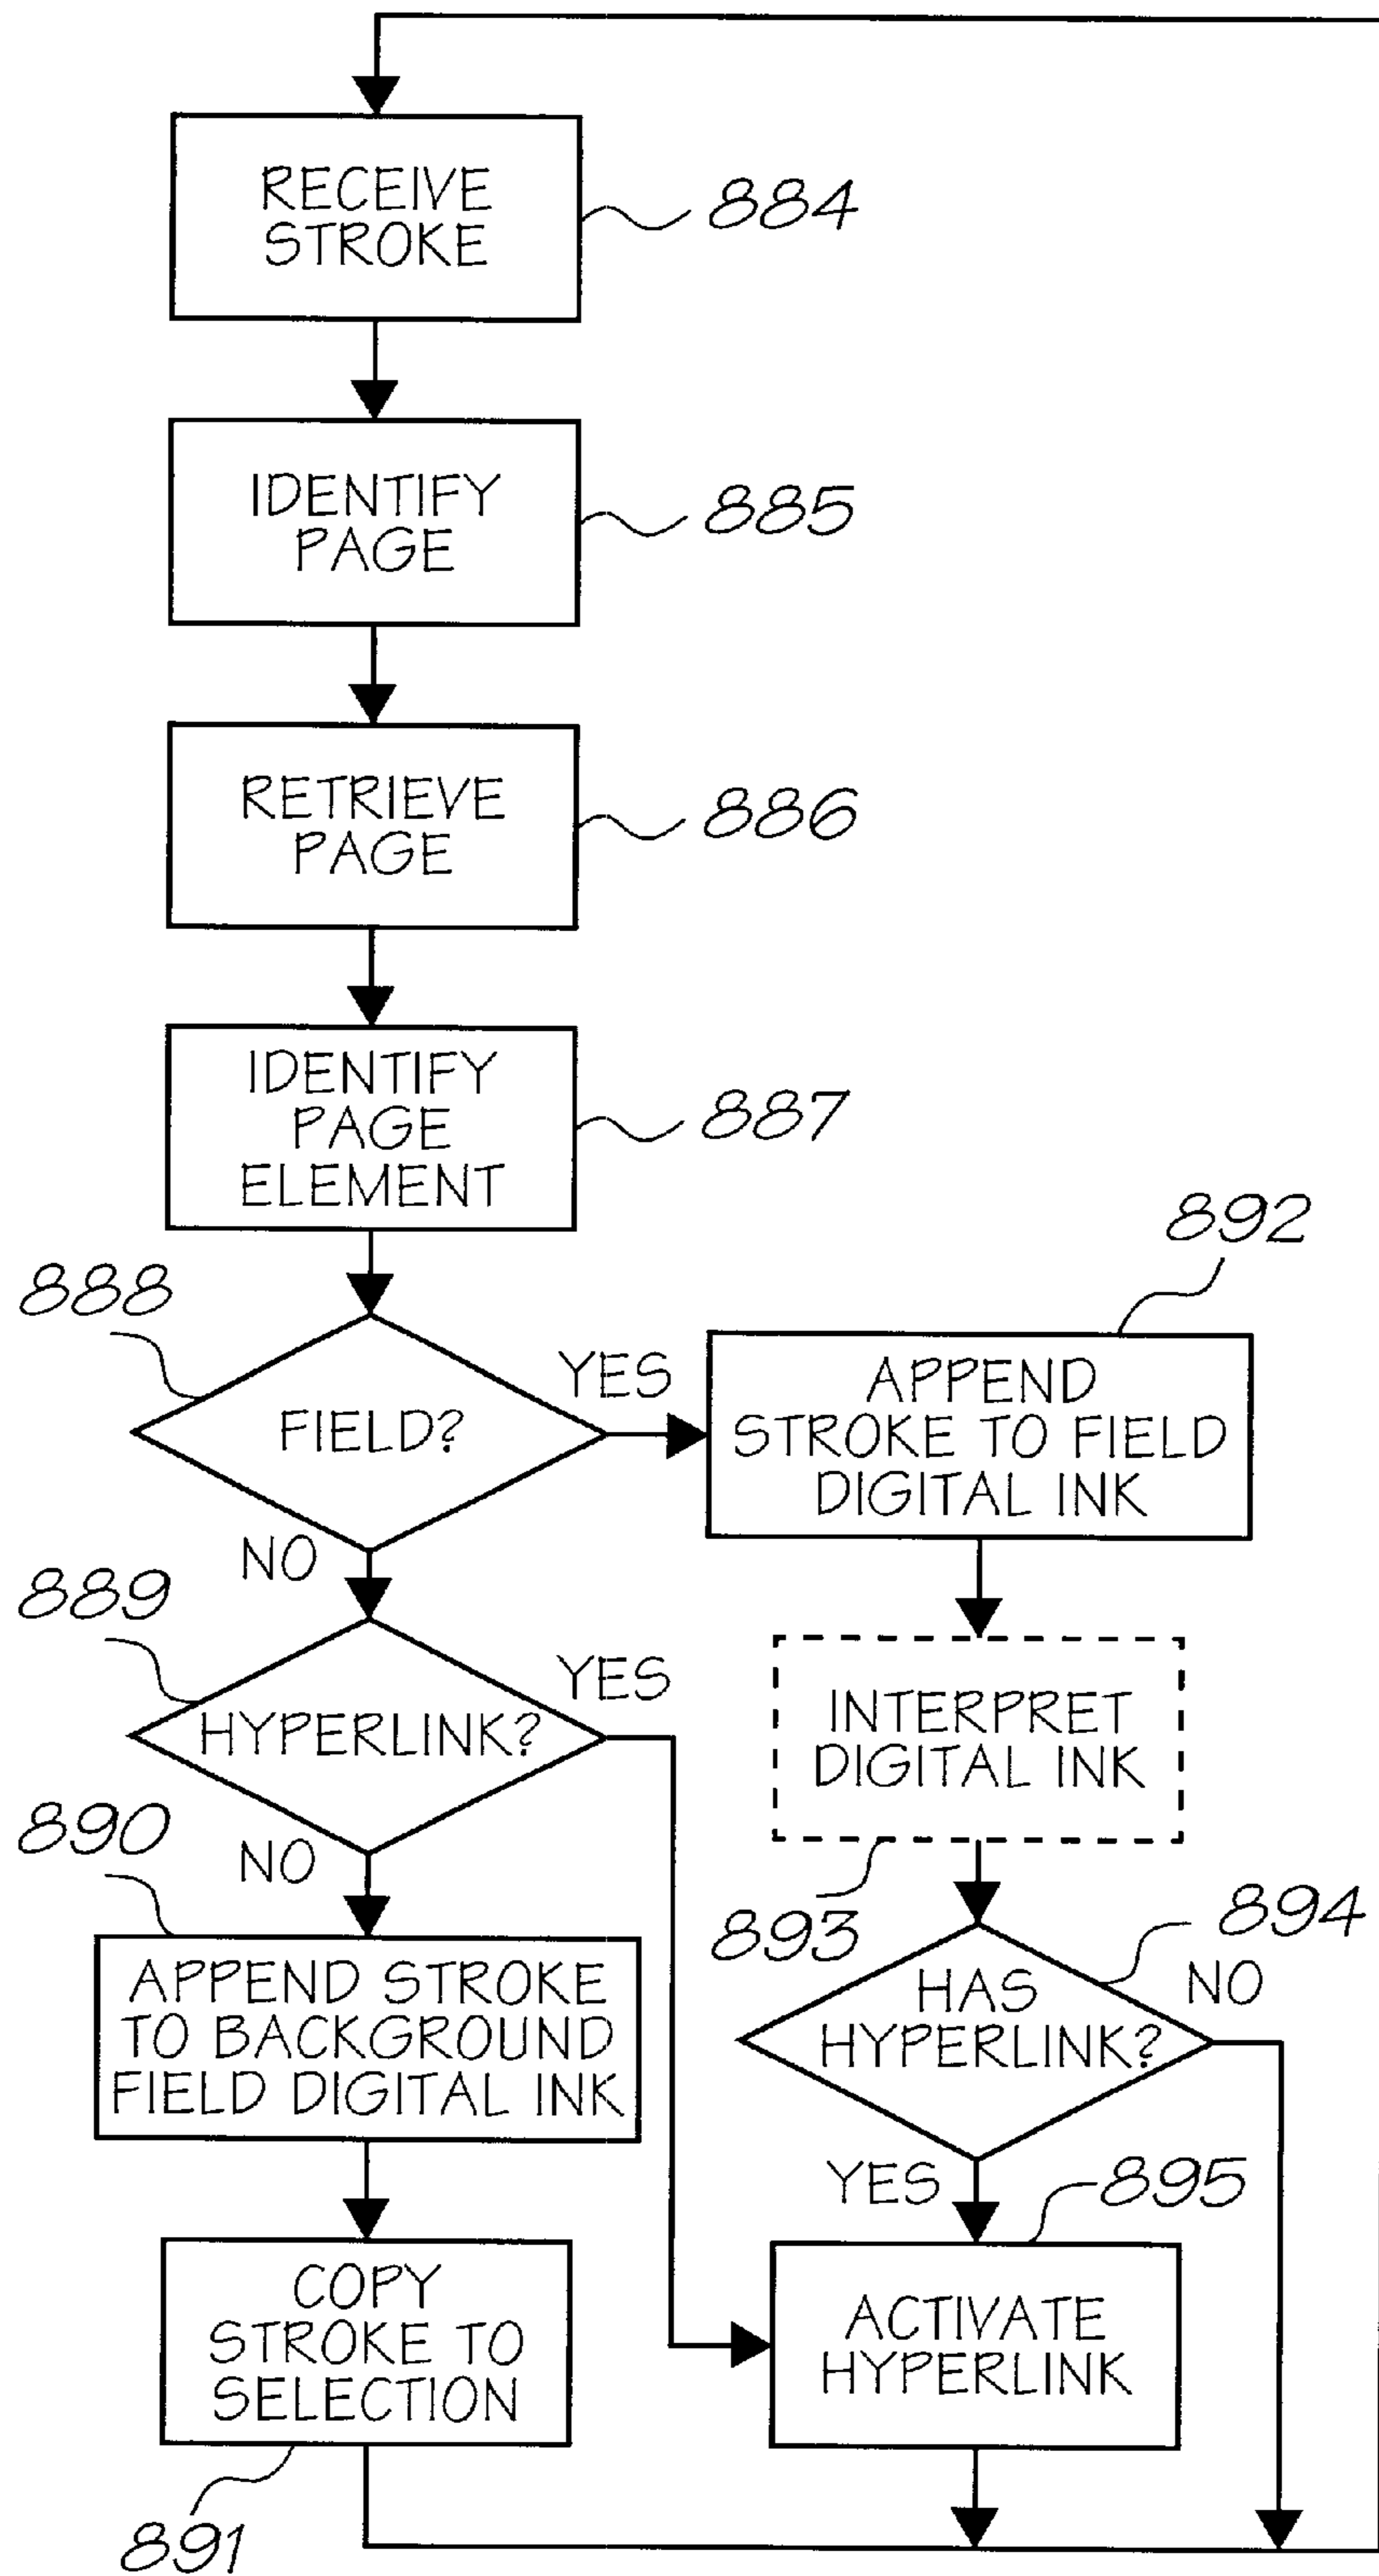 RECEIVE
STROKE
884
IDENTIFY
PAGE
885
RETRIEVE
PAGE
886
IDENTIFY
PAGE
ELEMENT
887
888
FIELD?
YES
NO
892
APPEND
STROKE TO FIELD
DIGITAL INK
889
HYPERLINK?
YES
NO
INTERPRET
DIGITAL INK
893
890
APPEND STROKE
TO BACKGROUND
FIELD DIGITAL INK
894
HAS
HYPERLINK?
NO
YES
895
COPY
STROKE TO
SELECTION
891
ACTIVATE
HYPERLINK